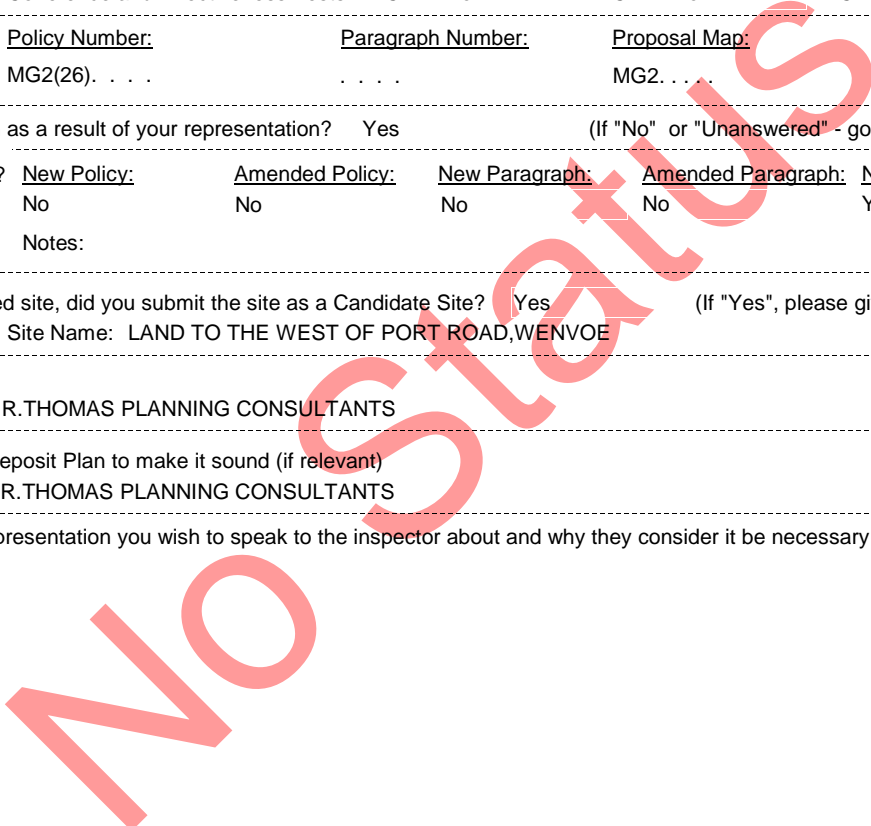 Policy Number: Paragraph Number: Proposal Map:
MG2(26). . . . . . . . MG2. . . . .
as a result of your representation? Yes (If "No" or "Unanswered" - go
? New Policy: Amended Policy: New Paragraph: Amended Paragraph: N
No No No No Y
Notes:
ed site, did you submit the site as a Candidate Site? Yes (If "Yes", please gi
Site Name: LAND TO THE WEST OF PORT ROAD,WENVOE
R.THOMAS PLANNING CONSULTANTS
eposit Plan to make it sound (if relevant)
R.THOMAS PLANNING CONSULTANTS
presentation you wish to speak to the inspector about and why they consider it be necessary
No Status